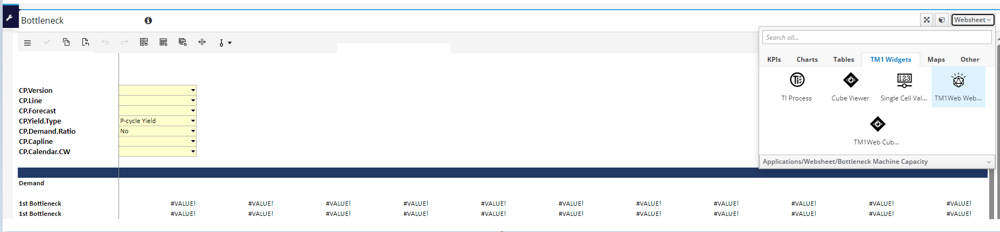 Bottleneck
Websheet
Search all...
KPIs Charts Tables TM1 Widgets Maps Other
TI Process Cube Viewer Single Cell Val... TM1Web Web...
TM1Web Cub...
Applications/Websheet/Bottleneck Machine Capacity
CP.Version
CP.Line
CP.Forecast
CP.Yield.Type P-cycle Yield
CP.Demand.Ratio No
CP.Capline
CP.Calendar.CW
Demand
1st Bottleneck #VALUE! #VALUE! #VALUE! #VALUE! #VALUE! #VALUE! #VALUE! #VALUE! #VALUE! #VALUE! #VALUE!
1st Bottleneck #VALUE! #VALUE! #VALUE! #VALUE! #VALUE! #VALUE! #VALUE! #VALUE! #VALUE! #VALUE! #VALUE!